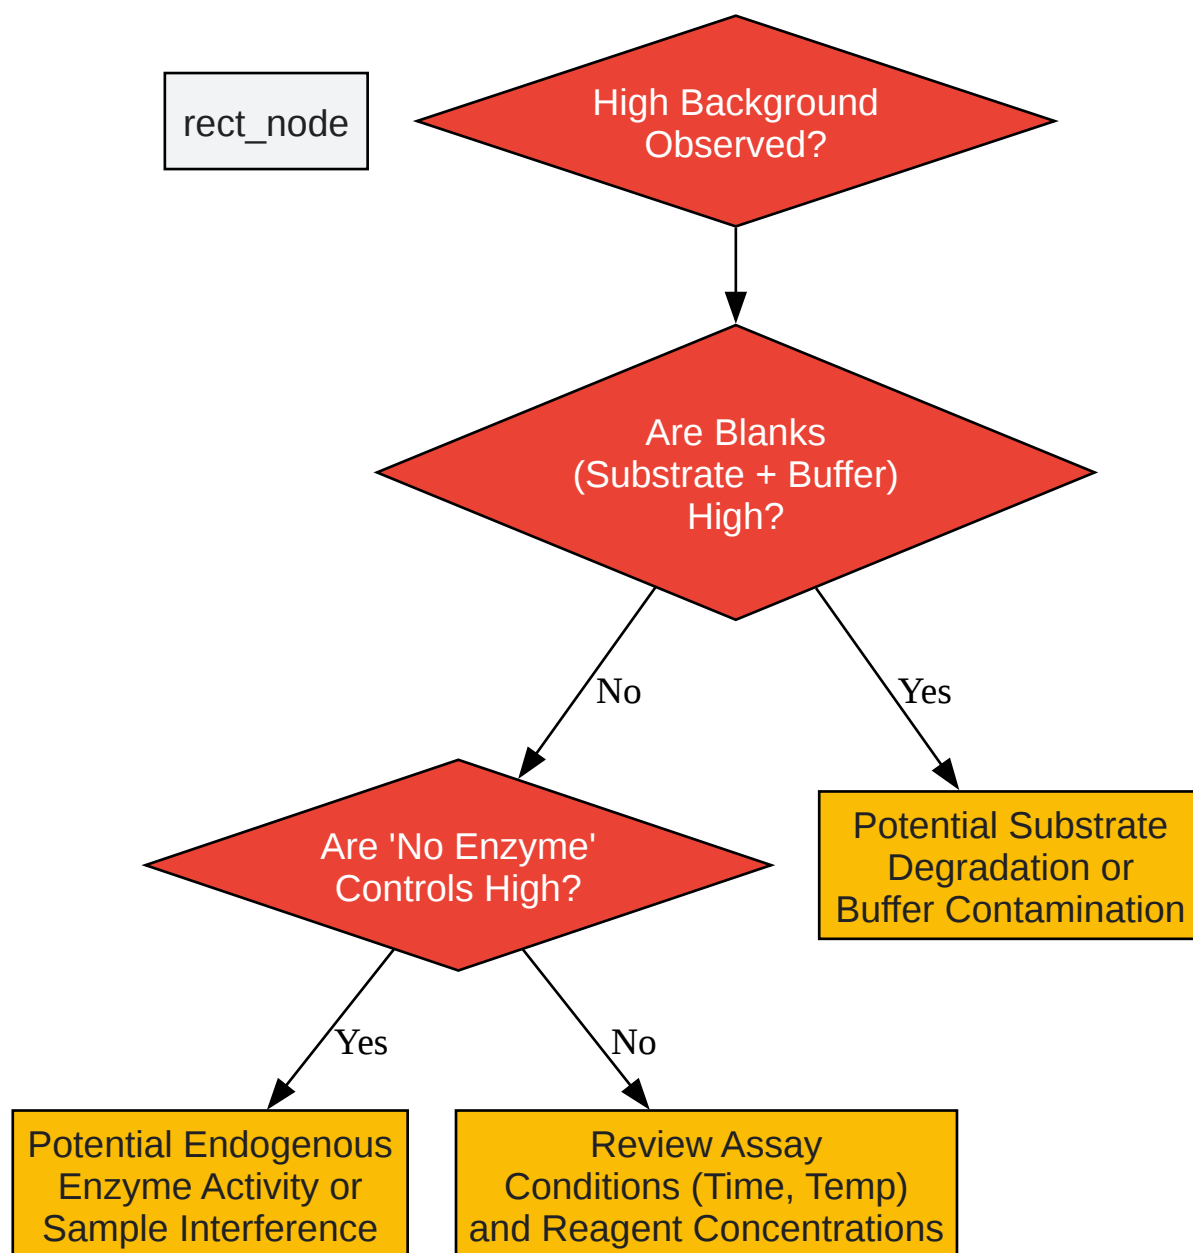 rect_node
High Background
Observed?
Are Blanks
(Substrate + Buffer)
High?
No
Yes
Are 'No Enzyme'
Controls High?
Potential Substrate
Degradation or
Buffer Contamination
Yes
No
Potential Endogenous
Enzyme Activity or
Sample Interference
Review Assay
Conditions (Time, Temp)
and Reagent Concentrations